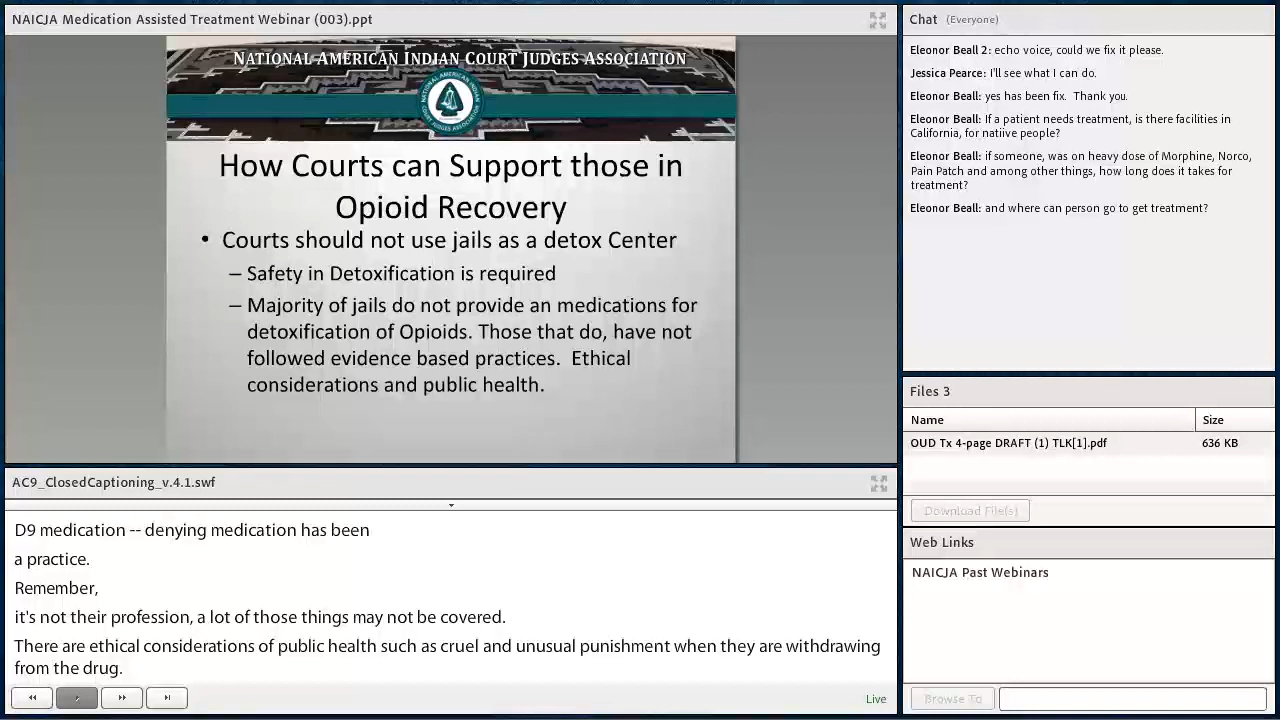 NAICJA Medication Assisted Treatment Webinar (003).ppt
NATIONAL AMERICAN INDIAN COURT JUDGES ASSOCIATION
NATIONAL AMERICAN INDIAN COURT JUDGES ASSOCIATION
How Courts can Support those in
Opioid Recovery
• Courts should not use jails as a detox Center
– Safety in Detoxification is required
– Majority of jails do not provide an medications for
detoxification of Opioids. Those that do, have not
followed evidence based practices.  Ethical
considerations and public health.
AC9_ClosedCaptioning_v.4.1.swf
D9 medication -- denying medication has been
a practice.
Remember,
it's not their profession, a lot of those things may not be covered.
There are ethical considerations of public health such as cruel and unusual punishment when they are withdrawing
from the drug.
Live
Chat (Everyone)
Eleonor Beall 2: echo voice, could we fix it please.
Jessica Pearce: I'll see what I can do.
Eleonor Beall: yes has been fix.  Thank you.
Eleonor Beall: If a patient needs treatment, is there facilities in
California, for natiive people?
Eleonor Beall: if someone, was on heavy dose of Morphine, Norco,
Pain Patch and among other things, how long does it takes for
treatment?
Eleonor Beall: and where can person go to get treatment?
Files 3
Name Size
OUD Tx 4-page DRAFT (1) TLK[1].pdf 636 KB
Download File(s)
Web Links
NAICJA Past Webinars
Browse To